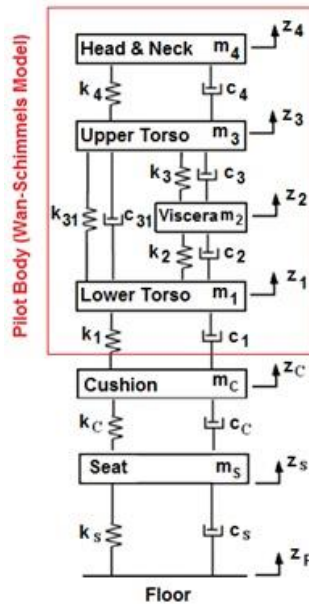 Pilot Body (Wan-Schimmels Model)
Head & Neck m4 z4
k4 c4
Upper Torso m3 z3
k3 c3
k31 c31
Viscera m2 z2
k2 c2
Lower Torso m1 z1
k1 c1
Cushion mC zC
kC cC
Seat mS zS
kS cS
Floor